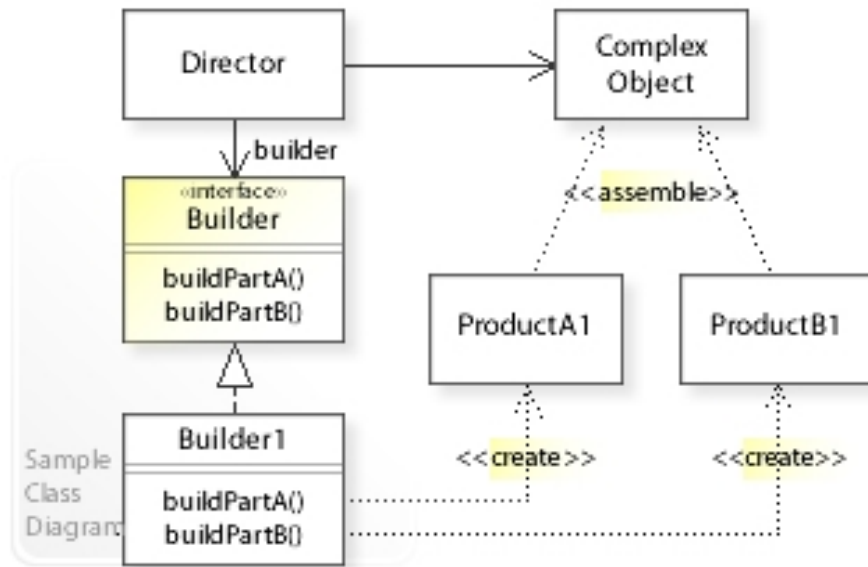 Director
Complex
Object
builder
«interface»
Builder
buildPartA()
buildPartB()
<<assemble>>
ProductA1
ProductB1
Builder1
buildPartA()
buildPartB()
<<create>>
<<create>>
Sample
Class
Diagram